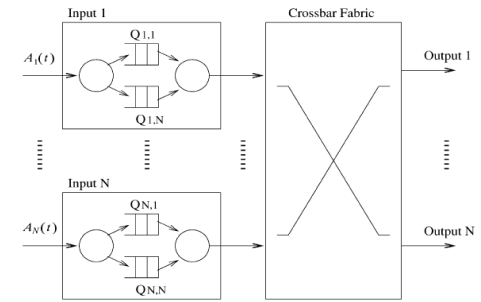 Input 1
Crossbar Fabric
Q1,1
A1(t)
Output 1
Q1,N
Input N
QN,1
AN(t)
Output N
QN,N